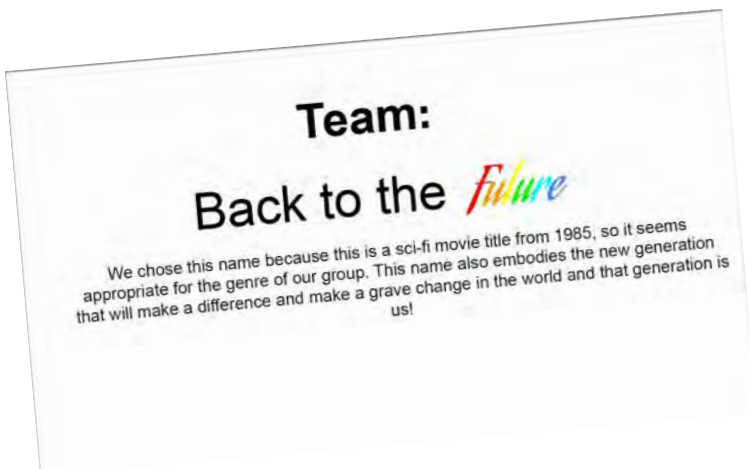 Team:
Back to the future
We chose this name because this is a sci-fi movie title from 1985, so it seems
appropriate for the genre of our group. This name also embodies the new generation
that will make a difference and make a grave change in the world and that generation is
us!